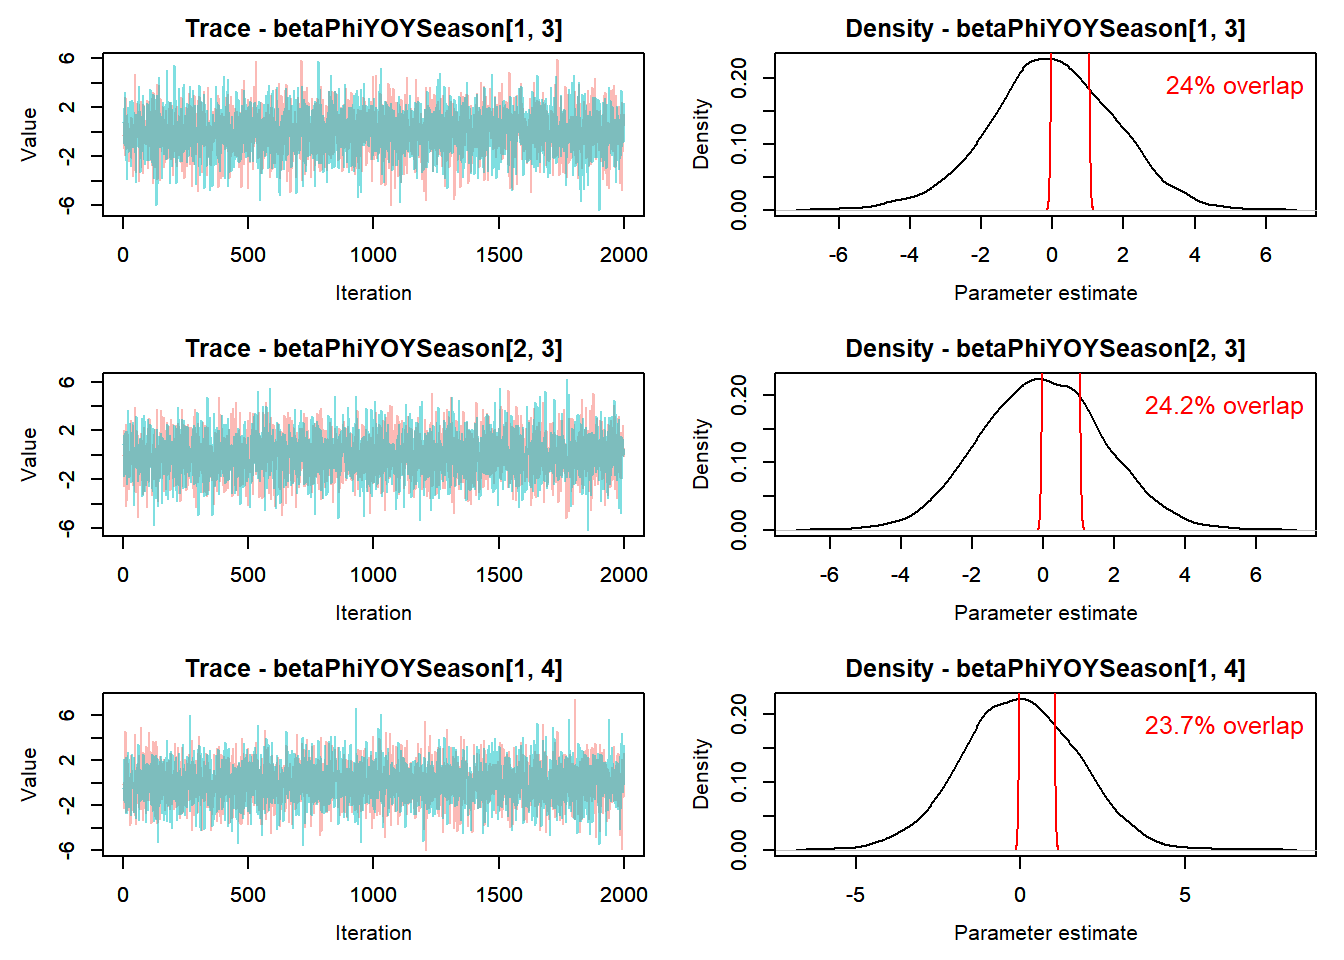 Trace - betaPhiYOYSeason[1, 3]
Value
6
2
-2
-6
0 500 1000 1500 2000
Iteration
Density - betaPhiYOYSeason[1, 3]
24% overlap
Density
0.20
0.10
0.00
-6 -4 -2 0 2 4 6
Parameter estimate
Trace - betaPhiYOYSeason[2, 3]
Value
6
2
-2
-6
0 500 1000 1500 2000
Iteration
Density - betaPhiYOYSeason[2, 3]
24.2% overlap
Density
0.20
0.10
0.00
-6 -4 -2 0 2 4 6
Parameter estimate
Trace - betaPhiYOYSeason[1, 4]
Value
6
2
-2
-6
0 500 1000 1500 2000
Iteration
Density - betaPhiYOYSeason[1, 4]
23.7% overlap
Density
0.20
0.10
0.00
-5 0 5
Parameter estimate